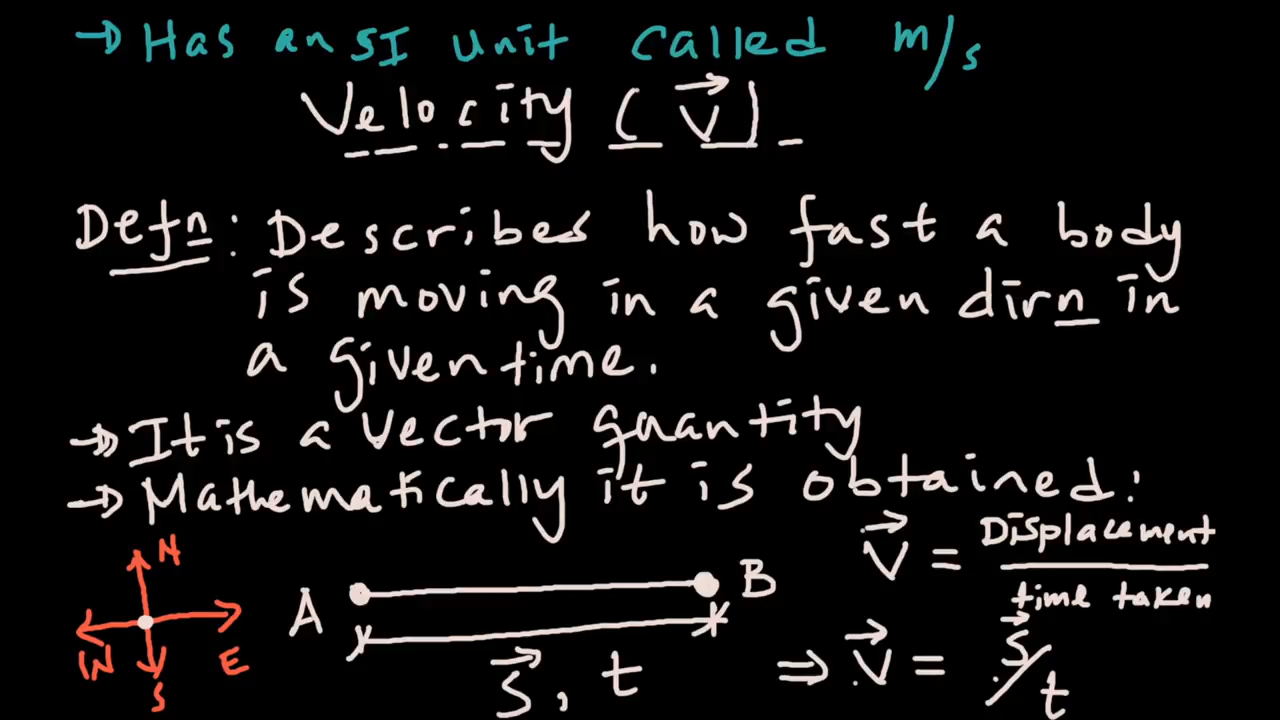 → Has an SI unit called m/s
Velocity (V⃗)
Defn: Describes how fast a body
is moving in a given dirn in
a given time.
→ It is a vector quantity
→ Mathematically it is obtained:
V⃗ = Displacement / time taken
N
W E
S
A B
S⃗, t
⇒ V⃗ = S⃗/t